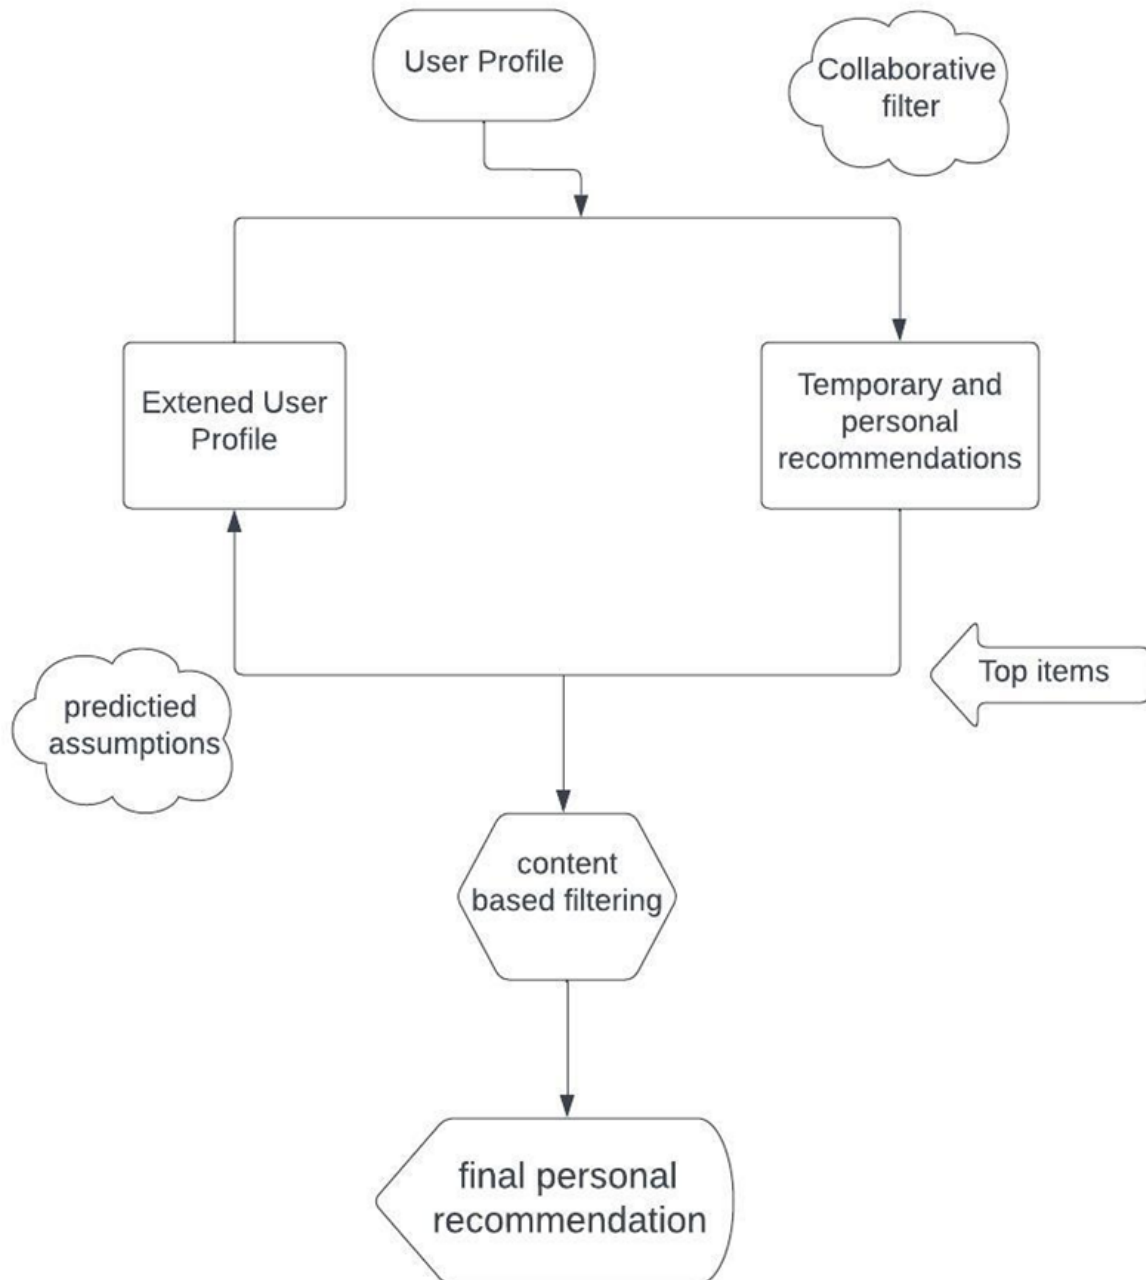 User Profile
Collaborative
filter
Extened User
Profile
Temporary and
personal
recommendations
predictied
assumptions
Top items
content
based filtering
final personal
recommendation